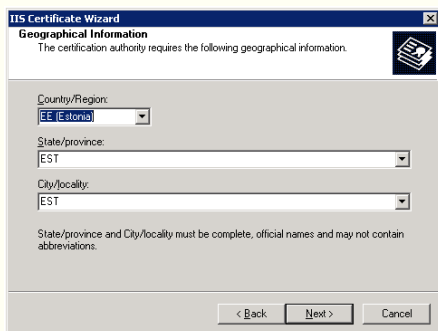 IIS Certificate Wizard
Geographical Information
The certification authority requires the following geographical information.
Country/Region:
EE (Estonia)
State/province:
EST
City/locality:
EST
State/province and City/locality must be complete, official names and may not contain
abbreviations.
< Back Next > Cancel